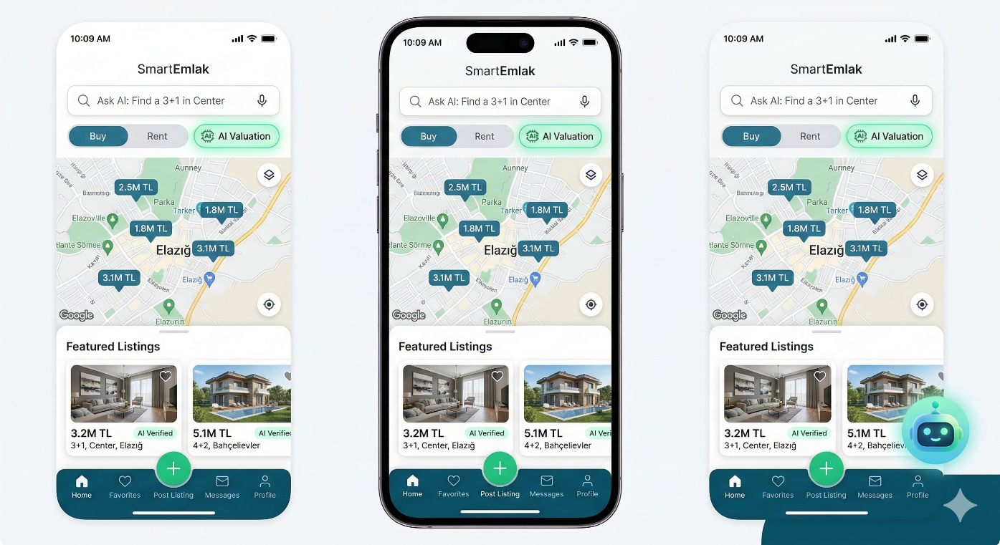 10:09 AM
SmartEmlak
Ask AI: Find a 3+1 in Center
Buy
Rent
AI
AI Valuation
Aunney
2.5M TL
Parka
Tarker
1.8M TL
Elazoville
1.8M TL
Elazığ
3.1M TL
3.1M TL
Elazığ
Google
Elazurin
Featured Listings
3.2M TL
AI Verified
3+1, Center, Elazığ
5.1M TL
4+2, Bahçelievler
Home
Favorites
Post Listing
Messages
Profile
10:09 AM
SmartEmlak
Ask AI: Find a 3+1 in Center
Buy
Rent
AI
AI Valuation
Aunney
2.5M TL
Parka
Tarker
1.8M TL
Elazoville
1.8M TL
Elazığ
3.1M TL
3.1M TL
Elazığ
Google
Elazurin
Featured Listings
3.2M TL
AI Verified
3+1, Center, Elazığ
5.1M TL
4+2, Bahçelievler
Home
Favorites
Post Listing
Messages
Profile
10:09 AM
SmartEmlak
Ask AI: Find a 3+1 in Center
Buy
Rent
AI
AI Valuation
Aunney
2.5M TL
Parka
Tarker
1.8M TL
Elazoville
1.8M TL
Elazığ
3.1M TL
3.1M TL
Elazığ
Google
Elazurin
Featured Listings
3.2M TL
AI Verified
3+1, Center, Elazığ
5.1M TL
4+2,
Home
Favorites
Post Listing
Messages
Profile